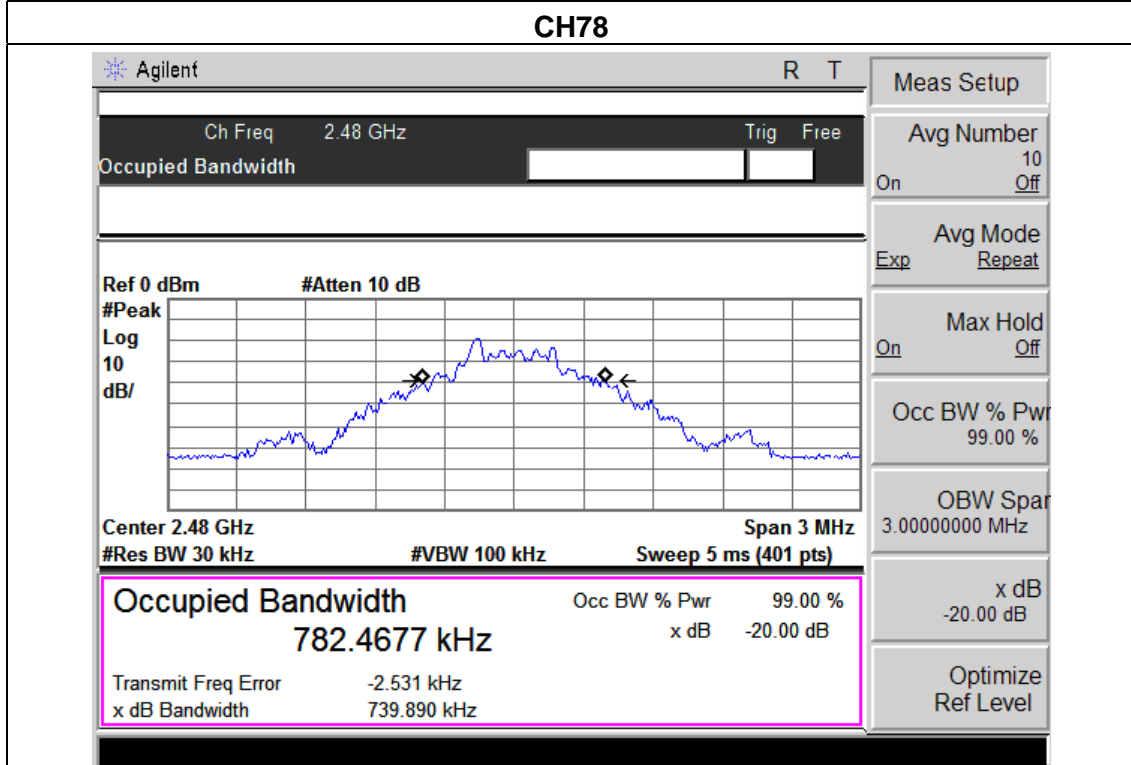 CH78
Agilent
R T
Ch Freq 2.48 GHz Trig Free
Occupied Bandwidth
Ref 0 dBm #Atten 10 dB
#Peak
Log
10
dB/
Center 2.48 GHz Span 3 MHz
#Res BW 30 kHz #VBW 100 kHz Sweep 5 ms (401 pts)
Occupied Bandwidth
782.4677 kHz
Occ BW % Pwr 99.00 %
x dB -20.00 dB
Transmit Freq Error -2.531 kHz
x dB Bandwidth 739.890 kHz
Meas Setup
Avg Number
10
On Off
Avg Mode
Exp Repeat
Max Hold
On Off
Occ BW % Pwr
99.00 %
OBW Span
3.00000000 MHz
x dB
-20.00 dB
Optimize
Ref Level